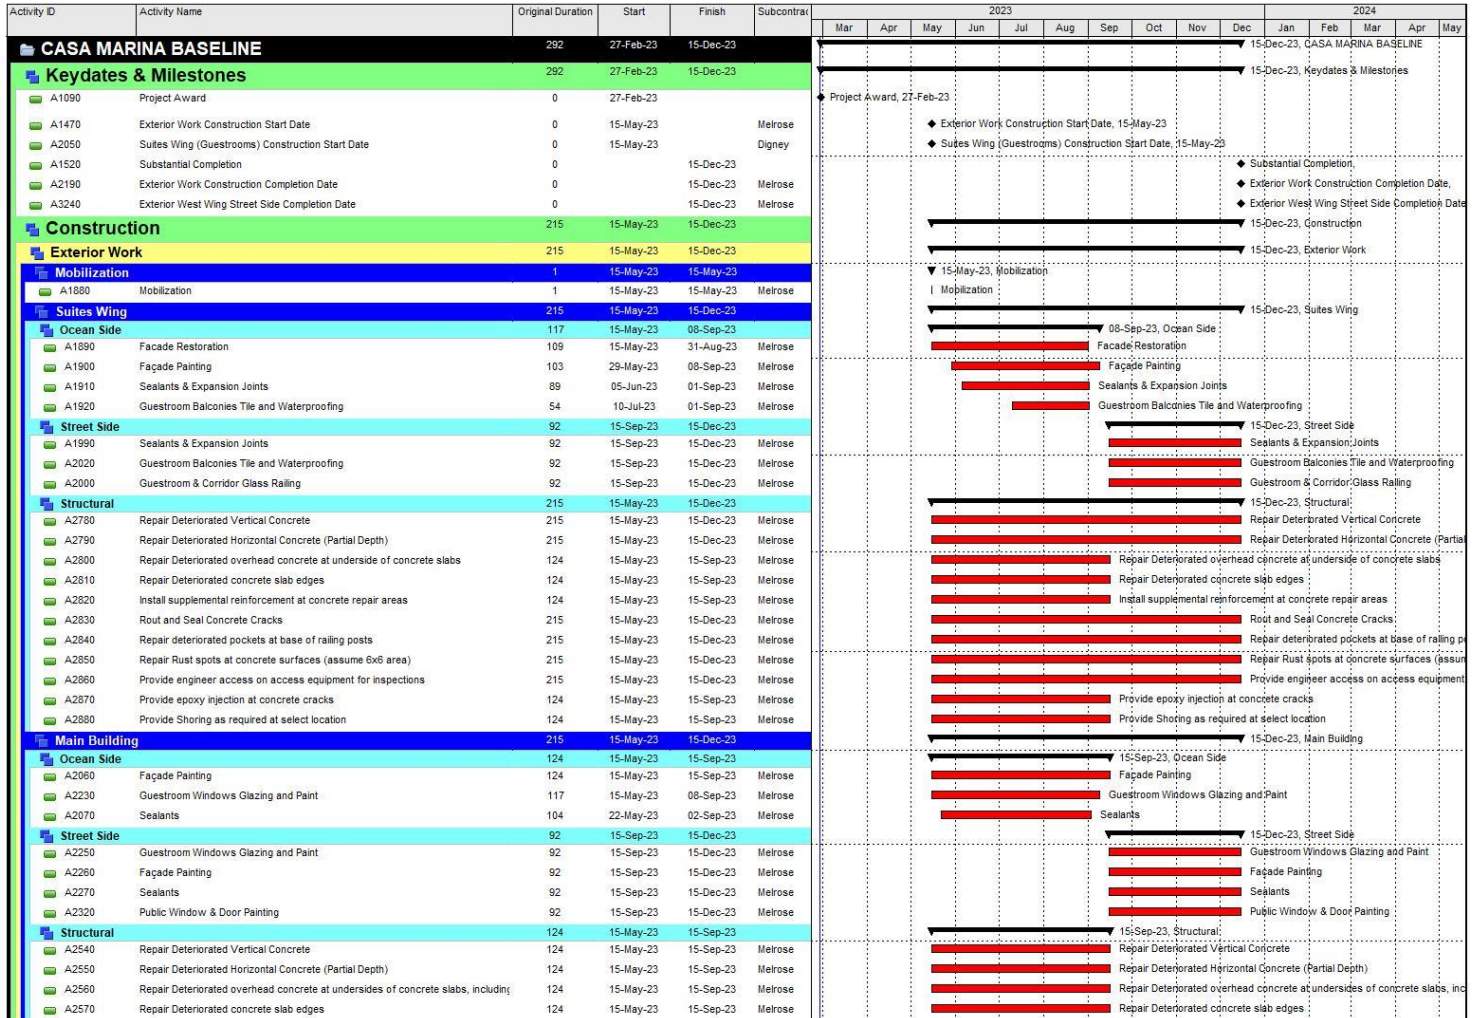 Activity ID Activity Name Original Duration Start Finish Subcontrac 2023 2024
Mar Apr May Jun Jul Aug Sep Oct Nov Dec Jan Feb Mar Apr May
CASA MARINA BASELINE 292 27-Feb-23 15-Dec-23 15-Dec-23, CASA MARINA BASELINE
Keydates & Milestones 292 27-Feb-23 15-Dec-23 15-Dec-23, Keydates & Milestones
A1090 Project Award 0 27-Feb-23 Project Award, 27-Feb-23
A1470 Exterior Work Construction Start Date 0 15-May-23 Melrose Exterior Work Construction Start Date, 15-May-23
A2050 Suites Wing (Guestrooms) Construction Start Date 0 15-May-23 Digney Suites Wing (Guestrooms) Construction Start Date, 15-May-23
A1520 Substantial Completion 0 15-Dec-23 Substantial Completion,
A2190 Exterior Work Construction Completion Date 0 15-Dec-23 Melrose Exterior Work Construction Completion Date,
A3240 Exterior West Wing Street Side Completion Date 0 15-Dec-23 Melrose Exterior West Wing Street Side Completion Date
Construction 215 15-May-23 15-Dec-23 15-Dec-23, Construction
Exterior Work 215 15-May-23 15-Dec-23 15-Dec-23, Exterior Work
Mobilization 1 15-May-23 15-May-23 15-May-23, Mobilization
A1880 Mobilization 1 15-May-23 15-May-23 Melrose Mobilization
Suites Wing 215 15-May-23 15-Dec-23 15-Dec-23, Suites Wing
Ocean Side 117 15-May-23 08-Sep-23 08-Sep-23, Ocean Side
A1890 Facade Restoration 109 15-May-23 31-Aug-23 Melrose Facade Restoration
A1900 Façade Painting 103 29-May-23 08-Sep-23 Melrose Façade Painting
A1910 Sealants & Expansion Joints 89 05-Jun-23 01-Sep-23 Melrose Sealants & Expansion Joints
A1920 Guestroom Balconies Tile and Waterproofing 54 10-Jul-23 01-Sep-23 Melrose Guestroom Balconies Tile and Waterproofing
Street Side 92 15-Sep-23 15-Dec-23 15-Dec-23, Street Side
A1990 Sealants & Expansion Joints 92 15-Sep-23 15-Dec-23 Melrose Sealants & Expansion Joints
A2020 Guestroom Balconies Tile and Waterproofing 92 15-Sep-23 15-Dec-23 Melrose Guestroom Balconies Tile and Waterproofing
A2000 Guestroom & Corridor Glass Railing 92 15-Sep-23 15-Dec-23 Melrose Guestroom & Corridor Glass Railing
Structural 215 15-May-23 15-Dec-23 15-Dec-23, Structural
A2780 Repair Deteriorated Vertical Concrete 215 15-May-23 15-Dec-23 Melrose Repair Deteriorated Vertical Concrete
A2790 Repair Deteriorated Horizontal Concrete (Partial Depth) 215 15-May-23 15-Dec-23 Melrose Repair Deteriorated Horizontal Concrete (Partial
A2800 Repair Deteriorated overhead concrete at underside of concrete slabs 124 15-May-23 15-Sep-23 Melrose Repair Deteriorated overhead concrete at underside of concrete slabs
A2810 Repair Deteriorated concrete slab edges 124 15-May-23 15-Sep-23 Melrose Repair Deteriorated concrete slab edges
A2820 Install supplemental reinforcement at concrete repair areas 124 15-May-23 15-Sep-23 Melrose Install supplemental reinforcement at concrete repair areas
A2830 Rout and Seal Concrete Cracks 215 15-May-23 15-Dec-23 Melrose Rout and Seal Concrete Cracks
A2840 Repair deteriorated pockets at base of railing posts 215 15-May-23 15-Dec-23 Melrose Repair deteriorated pockets at base of railing po
A2850 Repair Rust spots at concrete surfaces (assume 6x6 area) 215 15-May-23 15-Dec-23 Melrose Repair Rust spots at concrete surfaces (assum
A2860 Provide engineer access on access equipment for inspections 215 15-May-23 15-Dec-23 Melrose Provide engineer access on access equipment
A2870 Provide epoxy injection at concrete cracks 124 15-May-23 15-Sep-23 Melrose Provide epoxy injection at concrete cracks
A2880 Provide Shoring as required at select location 124 15-May-23 15-Sep-23 Melrose Provide Shoring as required at select location
Main Building 215 15-May-23 15-Dec-23 15-Dec-23, Main Building
Ocean Side 124 15-May-23 15-Sep-23 15-Sep-23, Ocean Side
A2060 Façade Painting 124 15-May-23 15-Sep-23 Melrose Façade Painting
A2230 Guestroom Windows Glazing and Paint 117 15-May-23 08-Sep-23 Melrose Guestroom Windows Glazing and Paint
A2070 Sealants 104 22-May-23 02-Sep-23 Melrose Sealants
Street Side 92 15-Sep-23 15-Dec-23 15-Dec-23, Street Side
A2250 Guestroom Windows Glazing and Paint 92 15-Sep-23 15-Dec-23 Melrose Guestroom Windows Glazing and Paint
A2260 Façade Painting 92 15-Sep-23 15-Dec-23 Melrose Façade Painting
A2270 Sealants 92 15-Sep-23 15-Dec-23 Melrose Sealants
A2320 Public Window & Door Painting 92 15-Sep-23 15-Dec-23 Melrose Public Window & Door Painting
Structural 124 15-May-23 15-Sep-23 15-Sep-23, Structural
A2540 Repair Deteriorated Vertical Concrete 124 15-May-23 15-Sep-23 Melrose Repair Deteriorated Vertical Concrete
A2550 Repair Deteriorated Horizontal Concrete (Partial Depth) 124 15-May-23 15-Sep-23 Melrose Repair Deteriorated Horizontal Concrete (Partial Depth)
A2560 Repair Deteriorated overhead concrete at undersides of concrete slabs, including 124 15-May-23 15-Sep-23 Melrose Repair Deteriorated overhead concrete at undersides of concrete slabs, inc
A2570 Repair Deteriorated concrete slab edges 124 15-May-23 15-Sep-23 Melrose Repair Deteriorated concrete slab edges